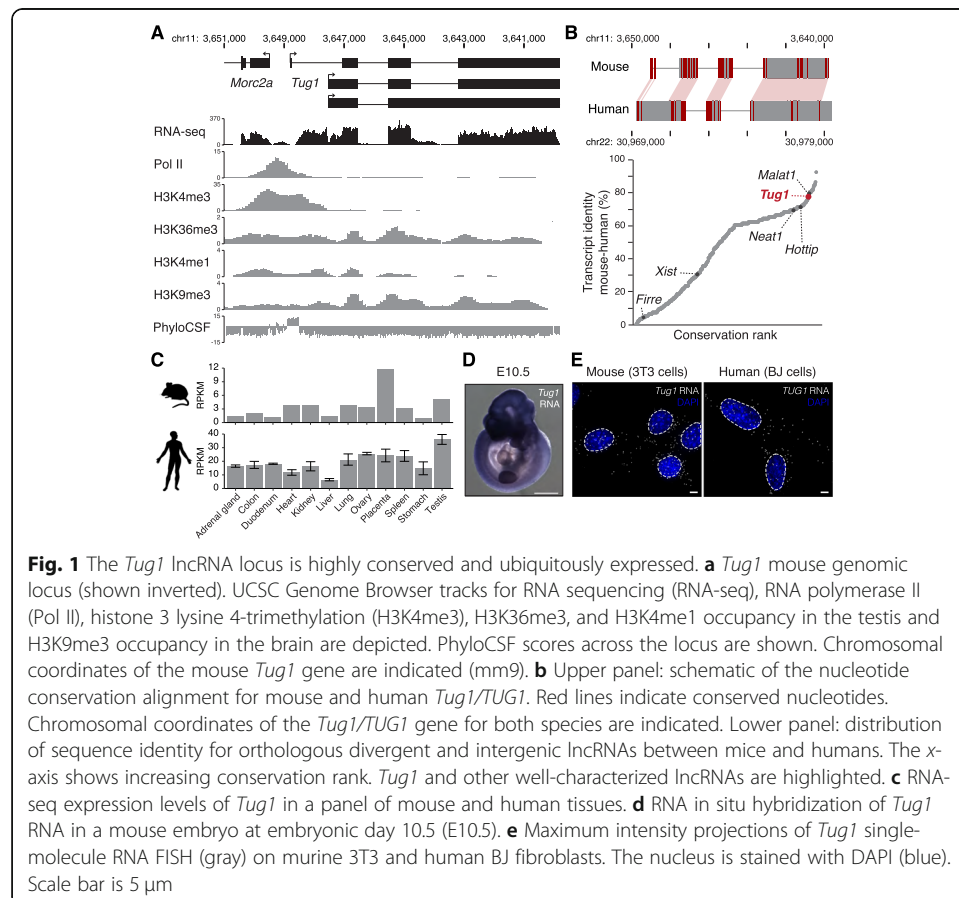 A
chr11: 3,651,000 3,649,000 3,647,000 3,645,000 3,643,000 3,641,000
Morc2a Tug1
RNA-seq 370 0
Pol II 15 0
H3K4me3 35 0
H3K36me3 2 0
H3K4me1 4 0
H3K9me3 4 0
PhyloCSF 15 -15
B
chr11: 3,650,000 3,640,000
Mouse
Human
chr22: 30,969,000 30,979,000
Transcript identity
mouse-human (%)
100
80
60
40
20
0
Malat1
Tug1
Neat1
Hottip
Xist
Firre
Conservation rank
C
RPKM
12
9
6
3
0
RPKM
40
30
20
10
0
Adrenal gland
Colon
Duodenum
Heart
Kidney
Liver
Lung
Ovary
Placenta
Spleen
Stomach
Testis
D
E10.5
Tug1
RNA
E
Mouse (3T3 cells)
Tug1 RNA
DAPI
Human (BJ cells)
TUG1 RNA
DAPI
Fig. 1 The Tug1 lncRNA locus is highly conserved and ubiquitously expressed. a Tug1 mouse genomic
locus (shown inverted). UCSC Genome Browser tracks for RNA sequencing (RNA-seq), RNA polymerase II
(Pol II), histone 3 lysine 4-trimethylation (H3K4me3), H3K36me3, and H3K4me1 occupancy in the testis and
H3K9me3 occupancy in the brain are depicted. PhyloCSF scores across the locus are shown. Chromosomal
coordinates of the mouse Tug1 gene are indicated (mm9). b Upper panel: schematic of the nucleotide
conservation alignment for mouse and human Tug1/TUG1. Red lines indicate conserved nucleotides.
Chromosomal coordinates of the Tug1/TUG1 gene for both species are indicated. Lower panel: distribution
of sequence identity for orthologous divergent and intergenic lncRNAs between mice and humans. The x-
axis shows increasing conservation rank. Tug1 and other well-characterized lncRNAs are highlighted. c RNA-
seq expression levels of Tug1 in a panel of mouse and human tissues. d RNA in situ hybridization of Tug1
RNA in a mouse embryo at embryonic day 10.5 (E10.5). e Maximum intensity projections of Tug1 single-
molecule RNA FISH (gray) on murine 3T3 and human BJ fibroblasts. The nucleus is stained with DAPI (blue).
Scale bar is 5 μm